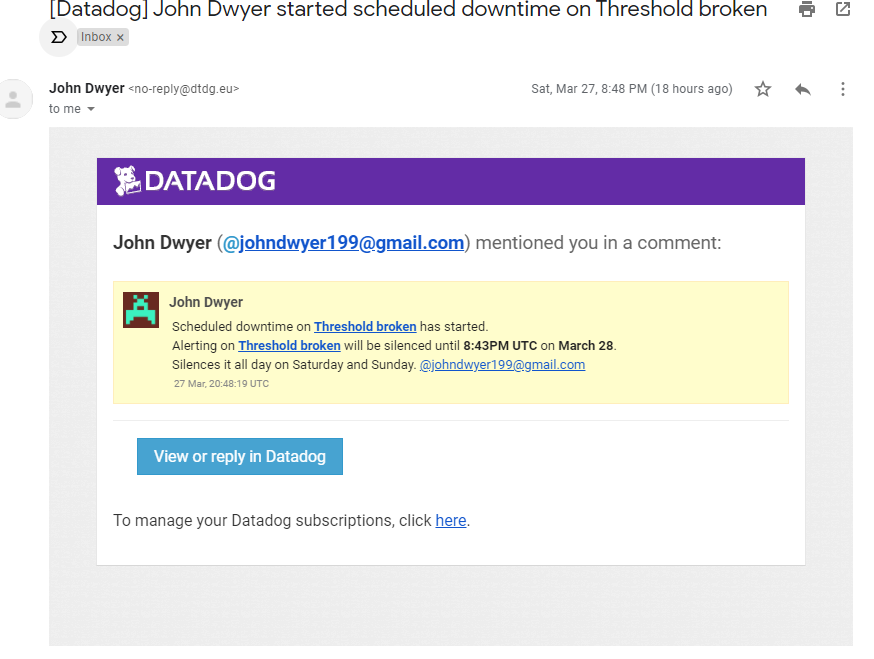 [Datadog] John Dwyer started scheduled downtime on Threshold broken
Inbox ×
John Dwyer <no-reply@dtdg.eu>
Sat, Mar 27, 8:48 PM (18 hours ago)
to me
DATADOG
John Dwyer (@johndwyer199@gmail.com) mentioned you in a comment:
John Dwyer
Scheduled downtime on Threshold broken has started.
Alerting on Threshold broken will be silenced until 8:43PM UTC on March 28.
Silences it all day on Saturday and Sunday. @johndwyer199@gmail.com
27 Mar, 20:48:19 UTC
View or reply in Datadog
To manage your Datadog subscriptions, click here.